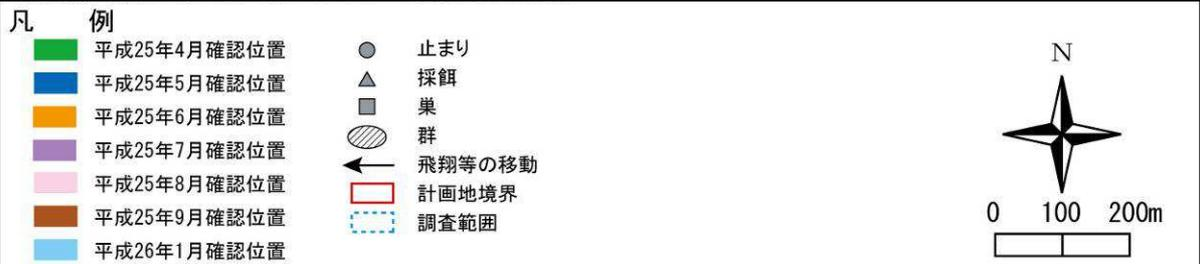 凡 例
平成25年4月確認位置
平成25年5月確認位置
平成25年6月確認位置
平成25年7月確認位置
平成25年8月確認位置
平成25年9月確認位置
平成26年1月確認位置
止まり
採餌
巣
群
飛翔等の移動
計画地境界
調査範囲
N
0 100 200m